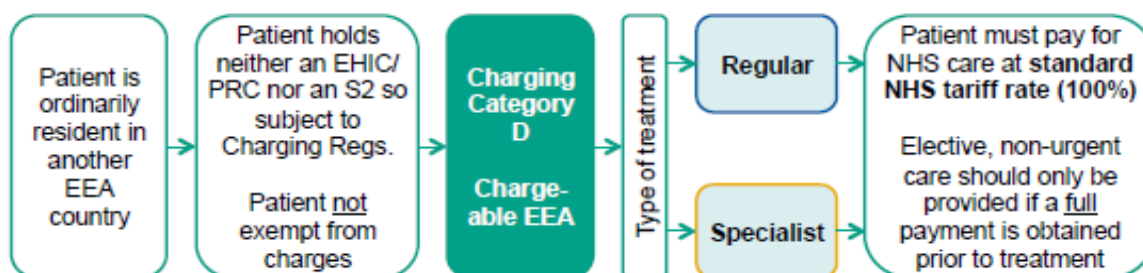 Patient is
ordinarily
resident in
another
EEA
country
Patient holds
neither an EHIC/
PRC nor an S2 so
subject to
Charging Regs.
Patient not
exempt from
charges
Charging
Category
D
Charge-
able EEA
Type of treatment
Regular
Specialist
Patient must pay for
NHS care at standard
NHS tariff rate (100%)
Elective, non-urgent
care should only be
provided if a full
payment is obtained
prior to treatment